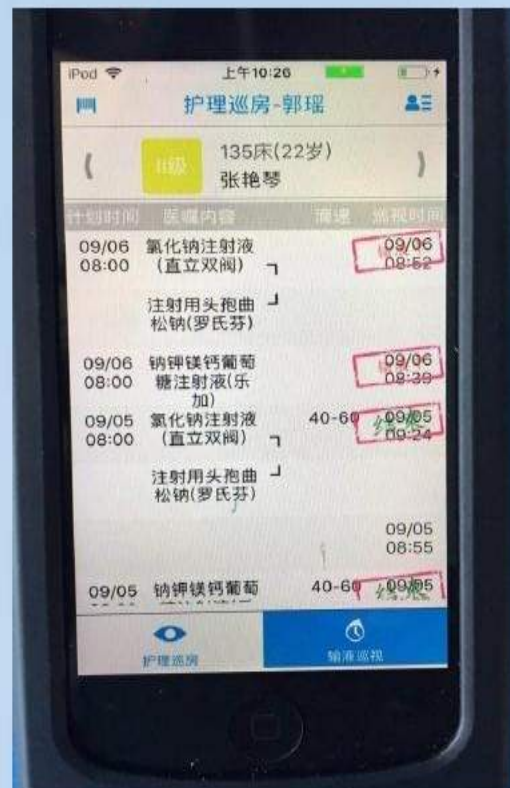 iPod
上午10:26
护理巡房-郭瑶
II级
135床(22岁)
张艳琴
计划时间 医嘱内容 滴速 巡视时间
09/06 氯化钠注射液 09/06
08:00 (直立双阀) 08:52
注射用头孢曲
松钠(罗氏芬)
09/06 钠钾镁钙葡萄 09/06
08:00 糖注射液(乐 08:39
加)
09/05 氯化钠注射液 40-60 09/05
08:00 (直立双阀) 09:24
结束
注射用头孢曲
松钠(罗氏芬)
09/05
08:55
09/05 钠钾镁钙葡萄 40-60 09/05
结束
护理巡房
输液巡视